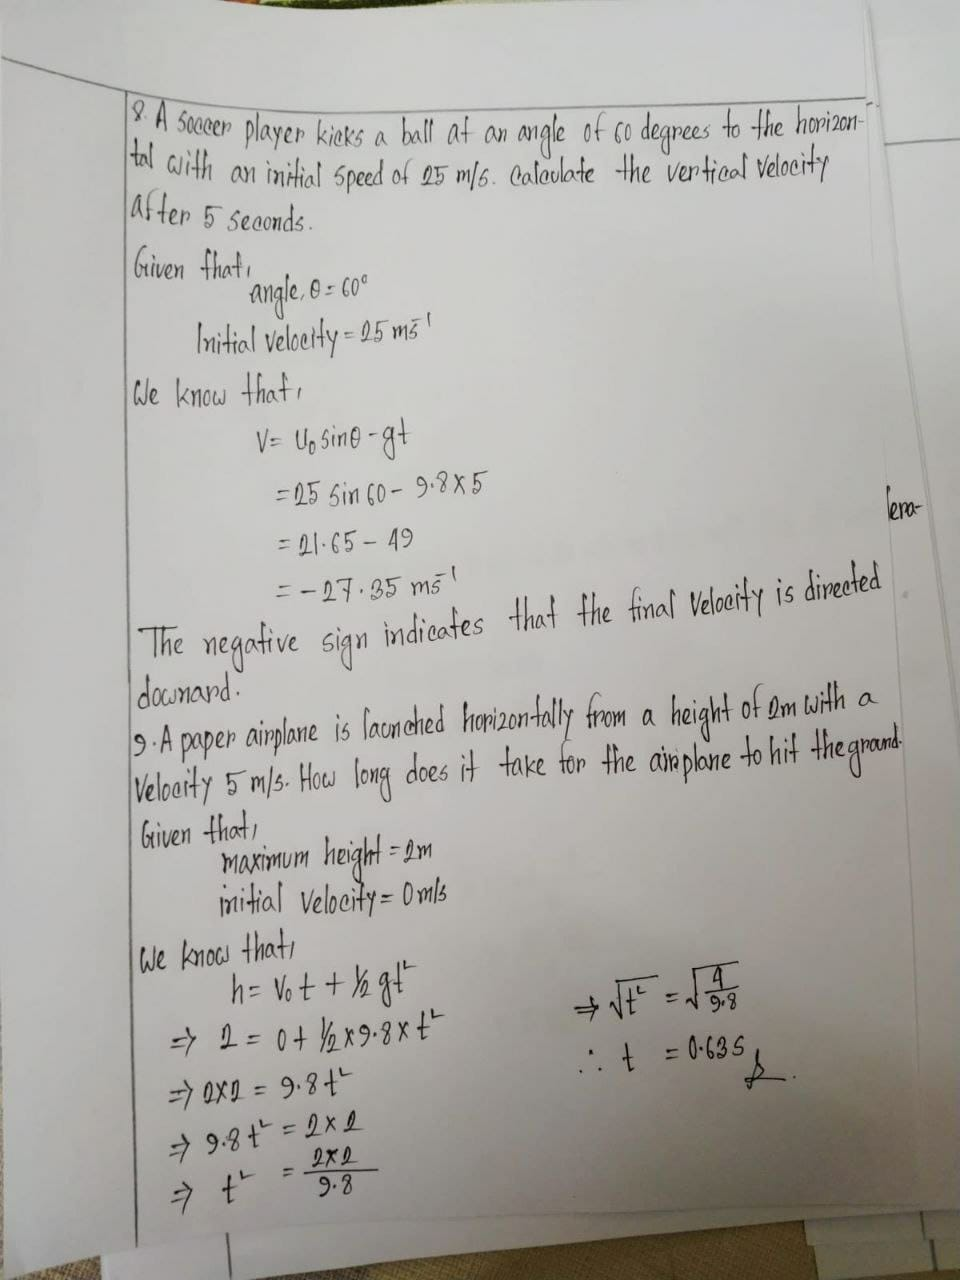 8. A soccer player kicks a ball at an angle of 60 degrees to the horizon-
tal with an initial speed of 25 m/s. Calculate the vertical velocity
after 5 seconds.
Given that,
angle, θ = 60°
Initial velocity = 25 ms⁻¹
We know that,
V = U₀ sinθ - gt
= 25 sin 60 - 9.8 × 5
= 21.65 - 49
= - 27.35 ms⁻¹
lera-
The negative sign indicates that the final velocity is directed
downard.
9. A paper airplane is launched horizontally from a height of 2m with a
velocity 5 m/s. How long does it take for the airplane to hit the ground.
Given that,
maximum height = 2m
initial velocity = 0 m/s
We know that,
h = V₀t + ½ gt²
⇒ 2 = 0 + ½ × 9.8 × t²
⇒ 2×2 = 9.8t²
⇒ 9.8t² = 2×2
⇒ t² = 2×2/9.8
⇒ √t² = √4/9.8
∴ t = 0.63 s